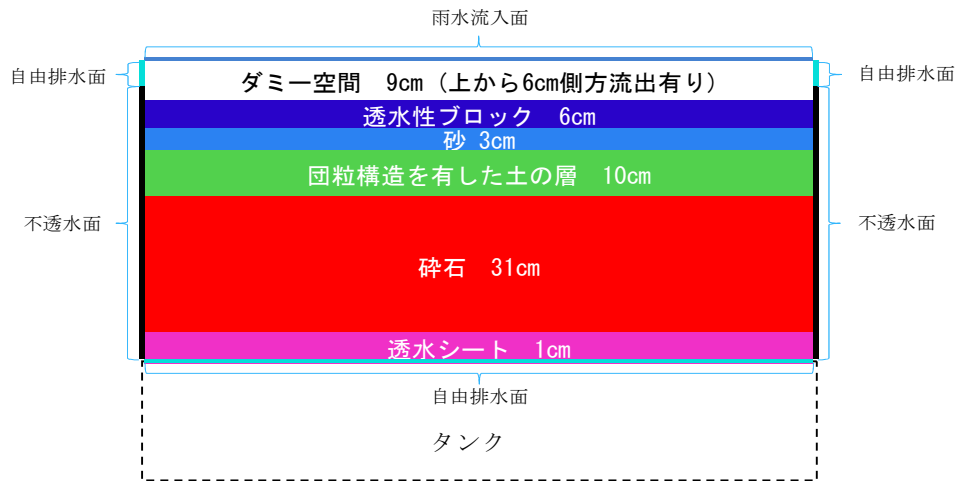 雨水流入面
自由排水面
自由排水面
ダミー空間　9cm（上から6cm側方流出有り）
透水性ブロック　6cm
砂 3cm
団粒構造を有した土の層　10cm
不透水面
不透水面
砕石　31cm
透水シート　1cm
自由排水面
タンク